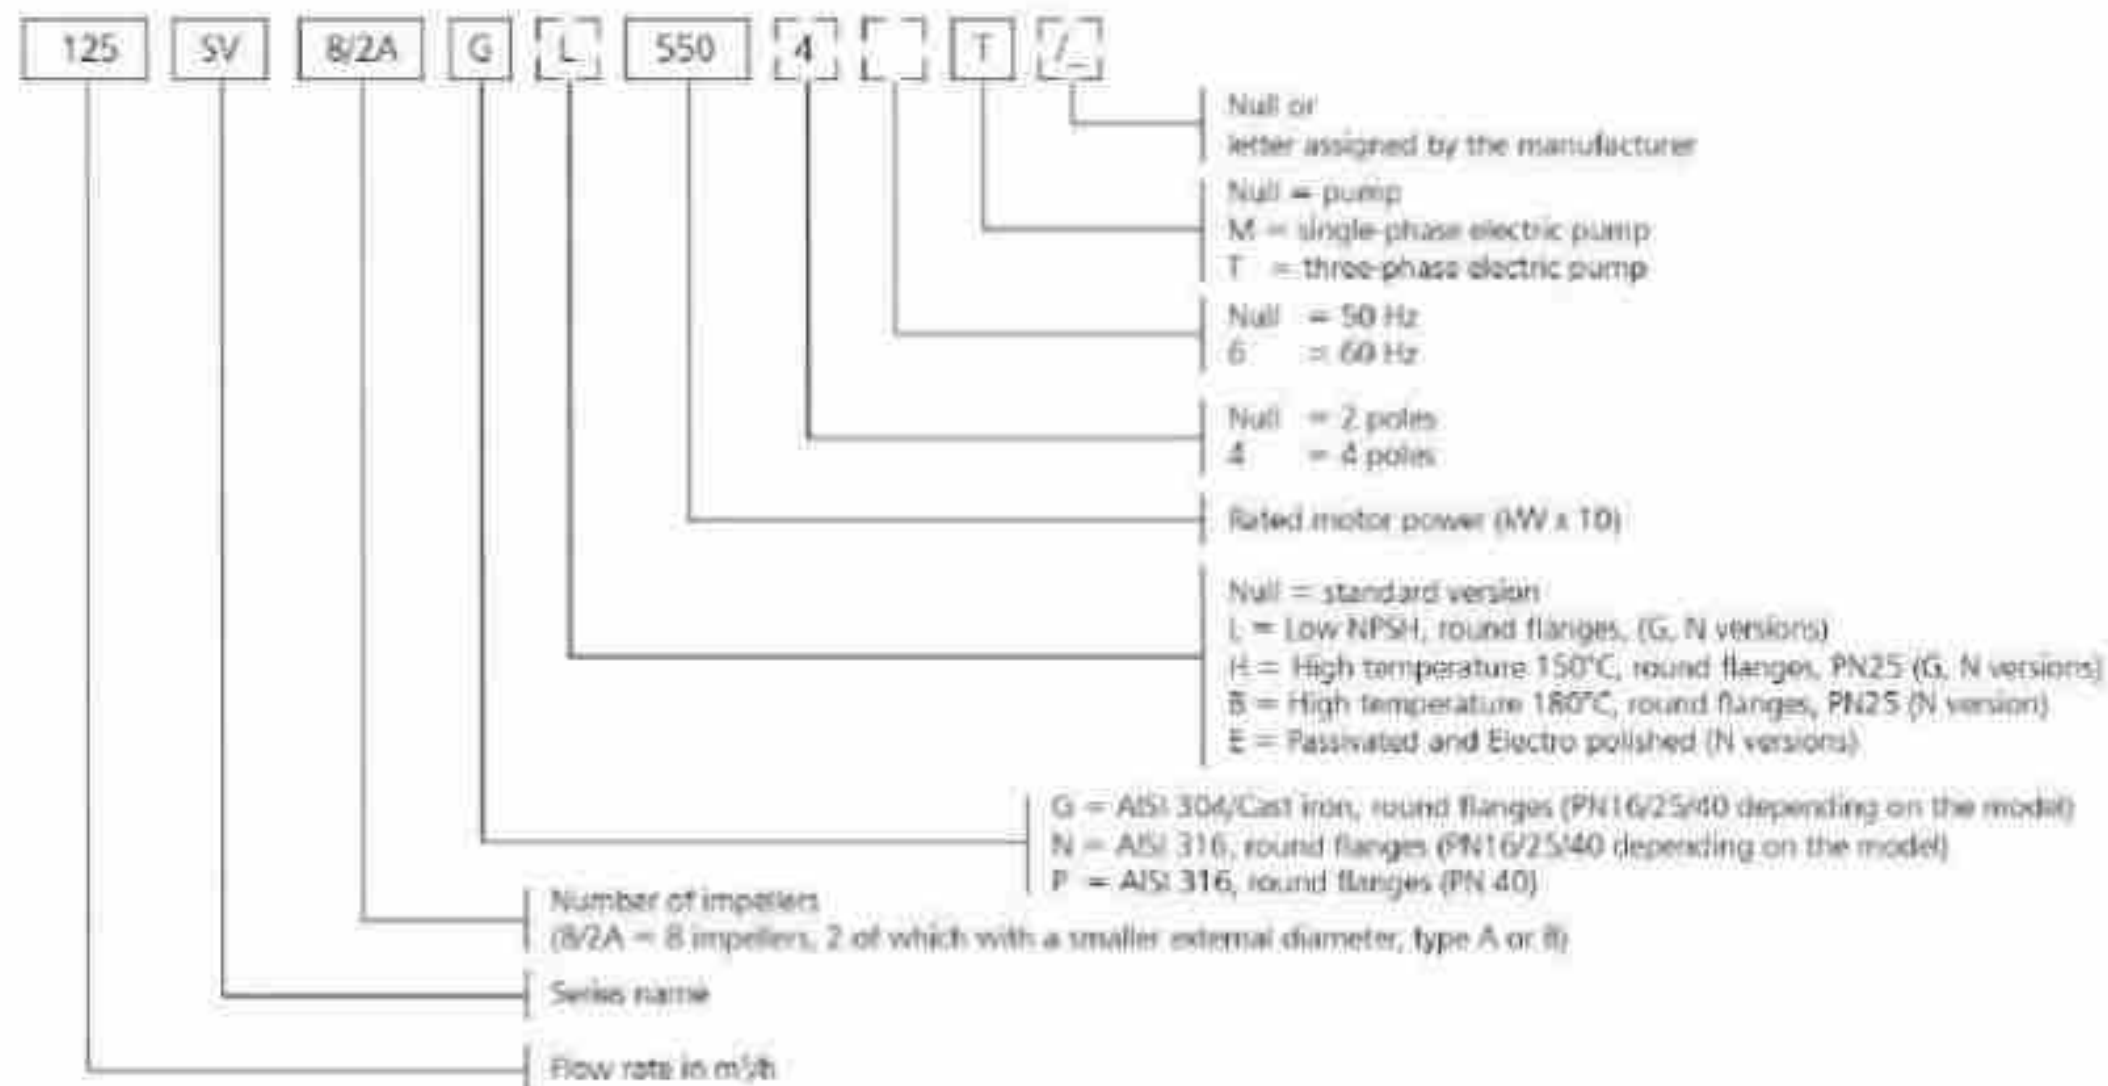 125 SV 8/2A G L 550 4 T /_
Null or
letter assigned by the manufacturer
Null = pump
M = single-phase electric pump
T = three-phase electric pump
Null = 50 Hz
6 = 60 Hz
Null = 2 poles
4 = 4 poles
Rated motor power (kW x 10)
Null = standard version
L = Low NPSH, round flanges, (G, N versions)
H = High temperature 150°C, round flanges, PN25 (G, N versions)
B = High temperature 180°C, round flanges, PN25 (N version)
E = Passivated and Electro polished (N versions)
G = AISI 304/Cast iron, round flanges (PN16/25/40 depending on the model)
N = AISI 316, round flanges (PN16/25/40 depending on the model)
P = AISI 316, round flanges (PN 40)
Number of impellers
(8/2A = 8 impellers, 2 of which with a smaller external diameter, type A or B)
Series name
Flow rate in m³/h